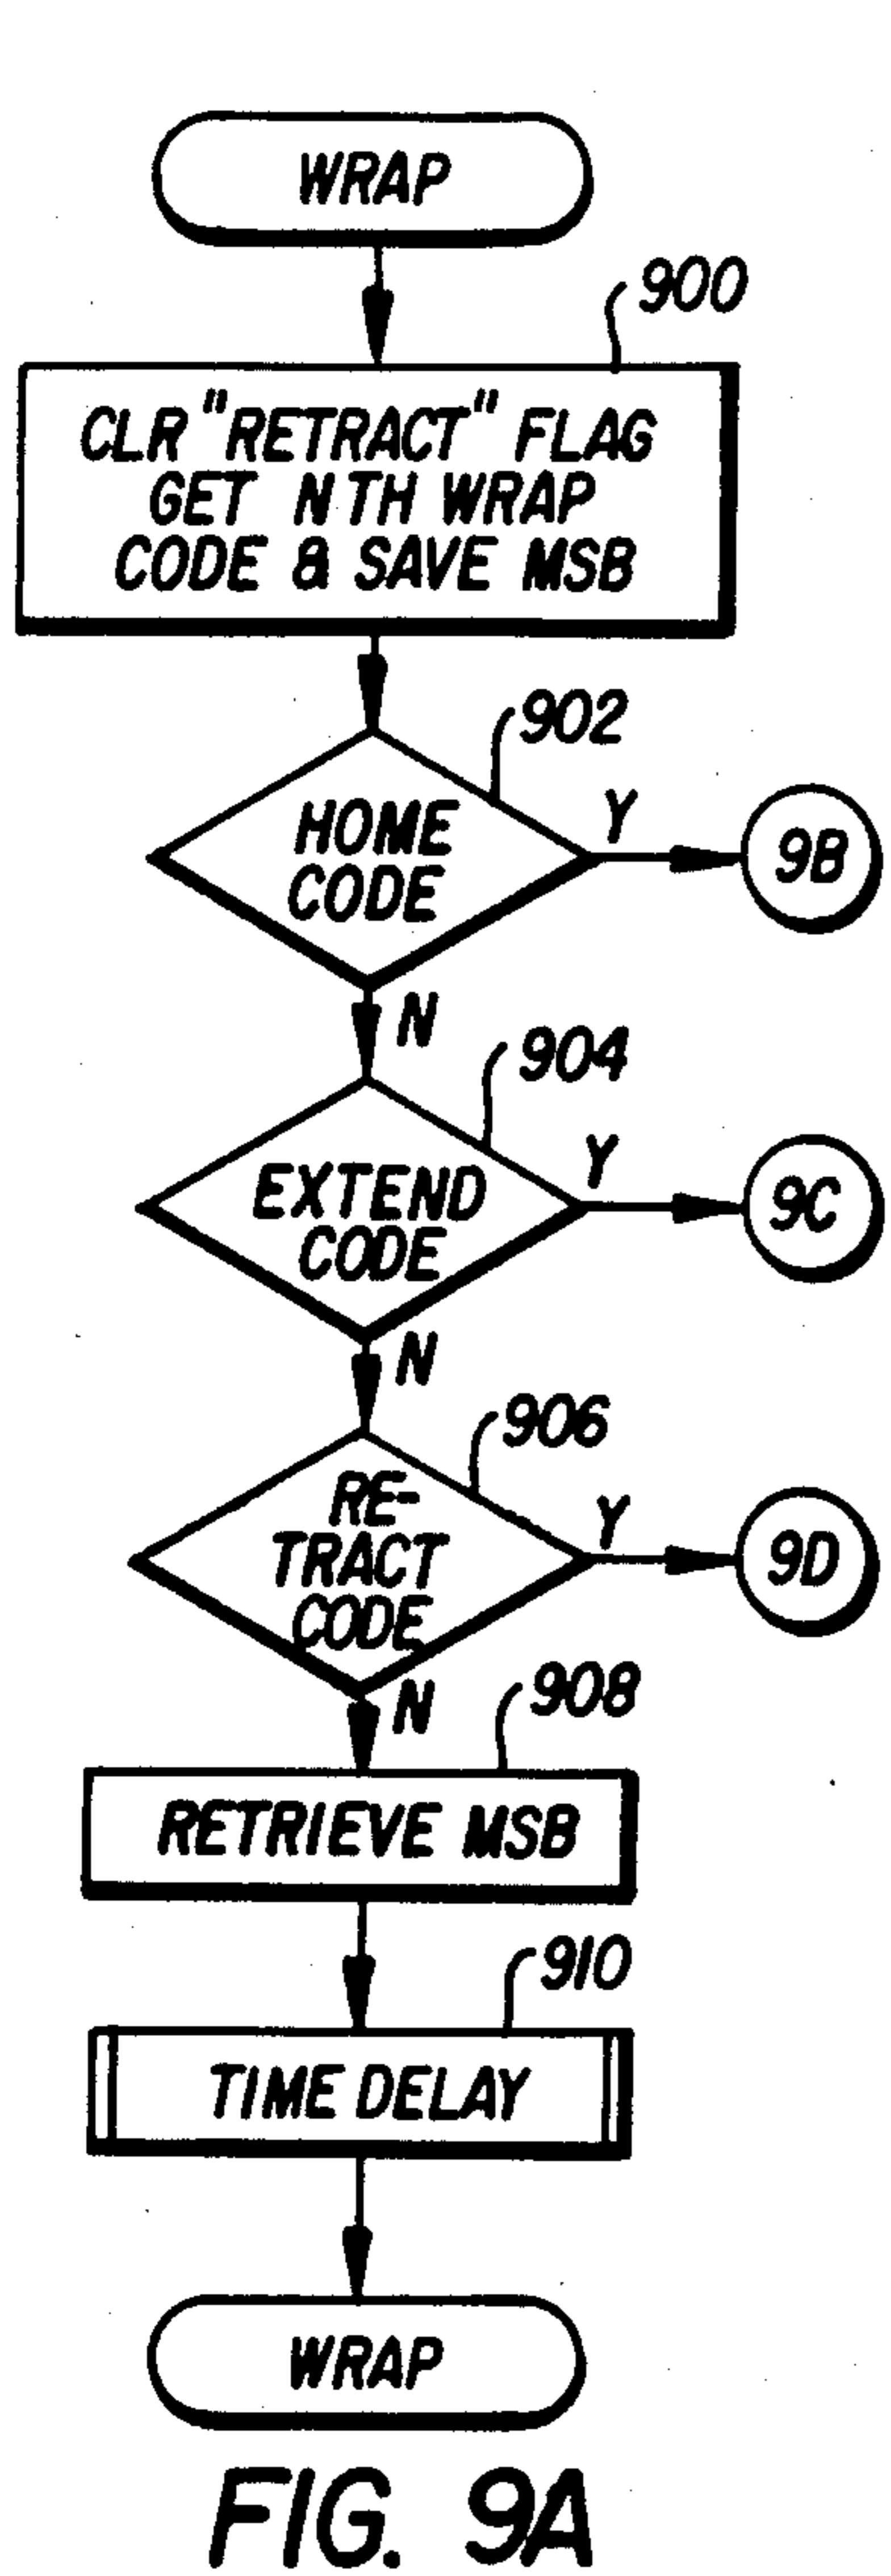 WRAP
900
CLR "RETRACT" FLAG
GET NTH WRAP
CODE & SAVE MSB
902
HOME
CODE
Y
9B
N
904
EXTEND
CODE
Y
9C
N
906
RE-
TRACT
CODE
Y
9D
N
908
RETRIEVE MSB
910
TIME DELAY
WRAP
FIG. 9A